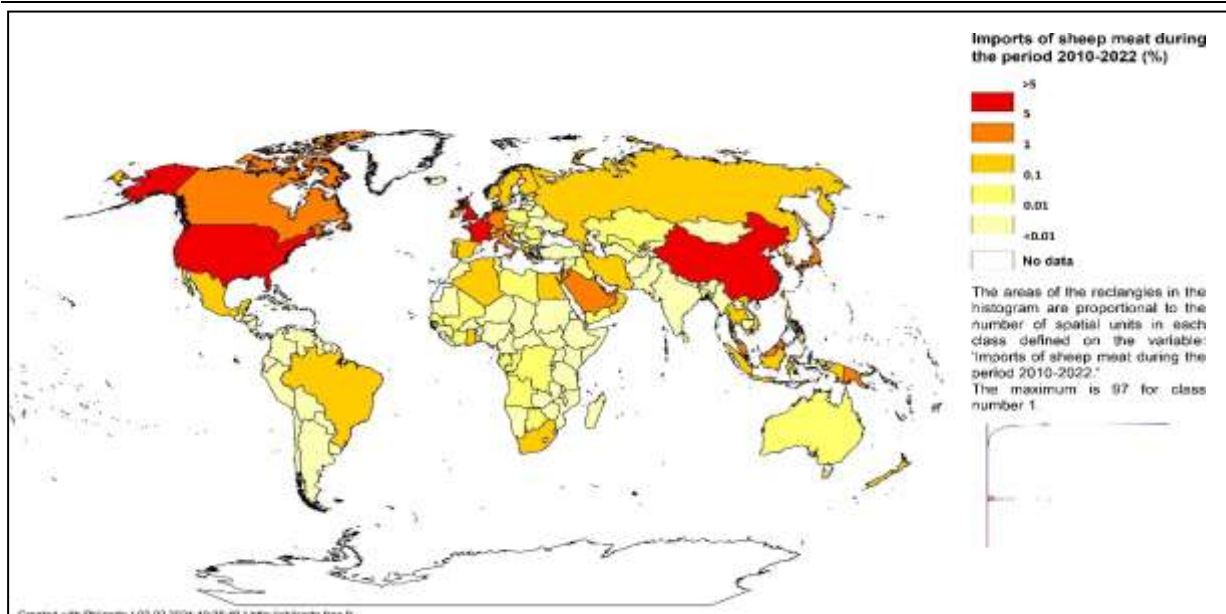 Imports of sheep meat during
the period 2010-2022 (%)
>5
5
1
0.1
0.01
<0.01
No data
The areas of the rectlangles in the
histogram are proportional to the
number of spatial units in each
class defined on the variable:
'Imports of sheep meat during the
period 2010-2022.'
The maximum is 97 for class
number 1